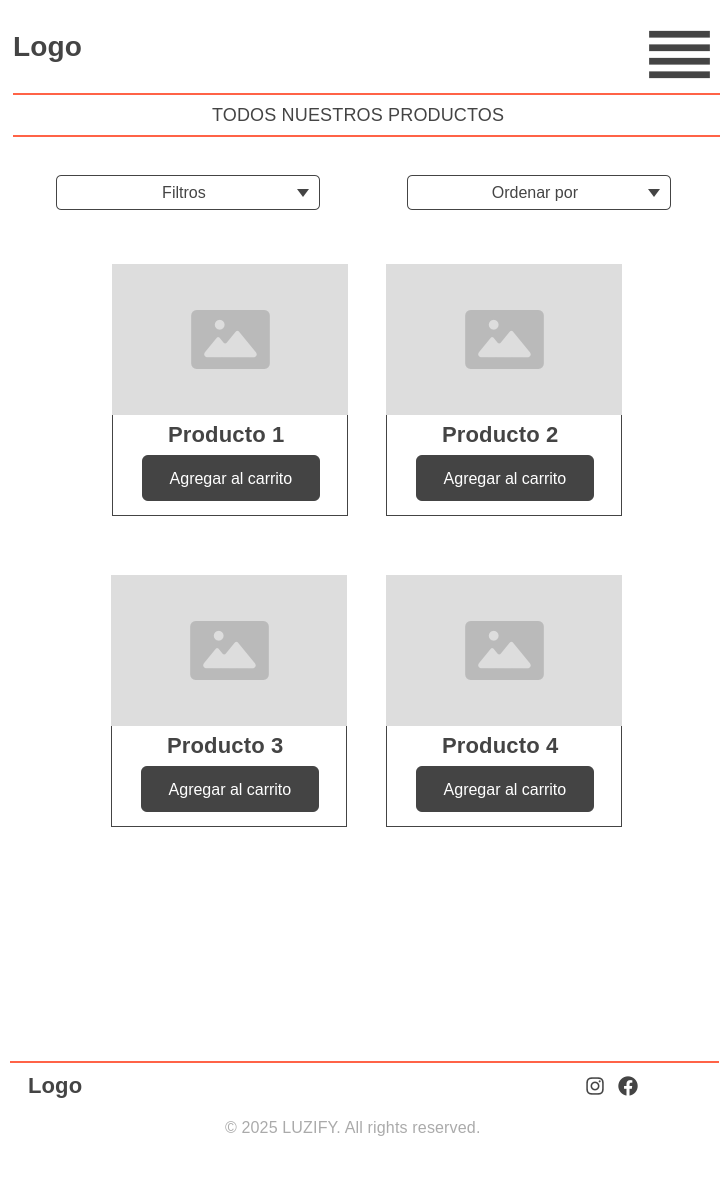 Logo
TODOS NUESTROS PRODUCTOS
Filtros
Ordenar por
Producto 1
Producto 2
Agregar al carrito
Agregar al carrito
Producto 3
Producto 4
Agregar al carrito
Agregar al carrito
Logo
© 2025 LUZIFY. All rights reserved.